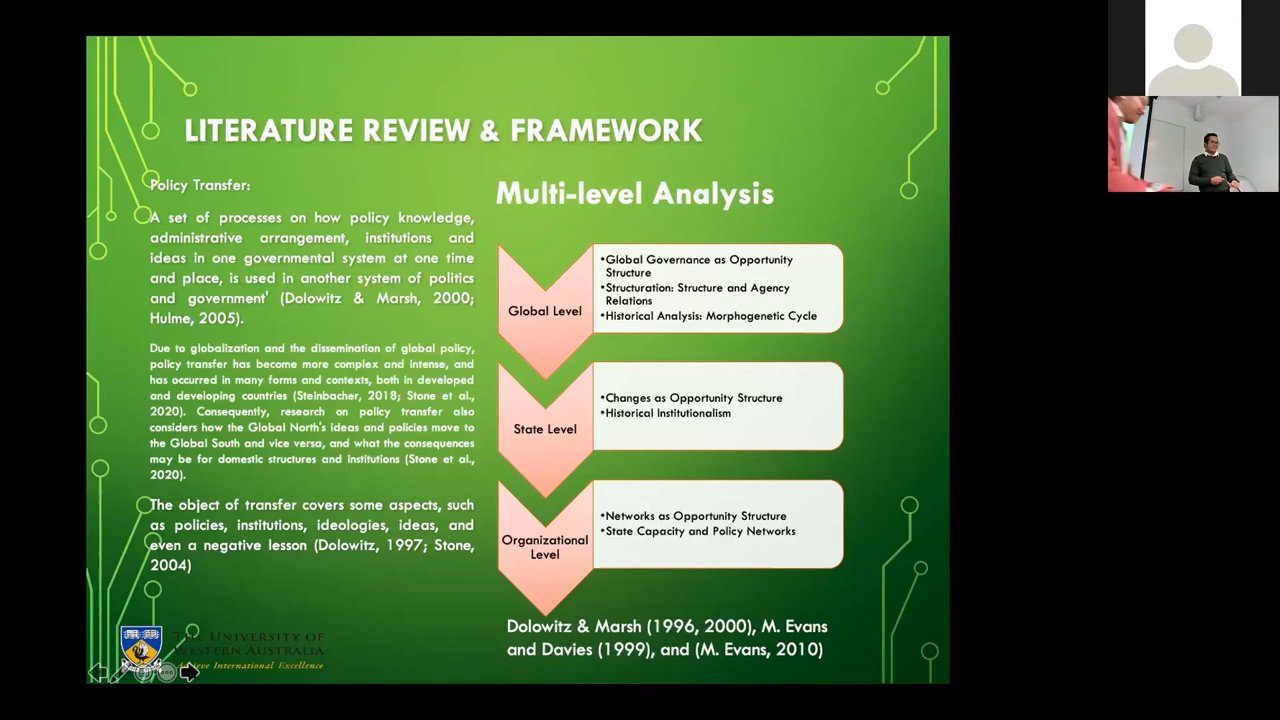 LITERATURE REVIEW & FRAMEWORK
Policy Transfer:
A set of processes on how policy knowledge,
administrative arrangement, institutions and
ideas in one governmental system at one time
and place, is used in another system of politics
and government' (Dolowitz & Marsh, 2000;
Hulme, 2005).
Due to globalization and the dissemination of global policy,
policy transfer has become more complex and intense, and
has occurred in many forms and contexts, both in developed
and developing countries (Steinbacher, 2018; Stone et al.,
2020). Consequently, research on policy transfer also
considers how the Global North's ideas and policies move to
the Global South and vice versa, and what the consequences
may be for domestic structures and institutions (Stone et al.,
2020).
The object of transfer covers some aspects, such
as policies, institutions, ideologies, ideas, and
even a negative lesson (Dolowitz, 1997; Stone,
2004)
Multi-level Analysis
Global Level
•Global Governance as Opportunity
Structure
•Structuration: Structure and Agency
Relations
•Historical Analysis: Morphogenetic Cycle
State Level
•Changes as Opportunity Structure
•Historical Institutionalism
Organizational
Level
•Networks as Opportunity Structure
•State Capacity and Policy Networks
Dolowitz & Marsh (1996, 2000), M. Evans
and Davies (1999), and (M. Evans, 2010)
THE UNIVERSITY OF
WESTERN AUSTRALIA
Achieve International Excellence